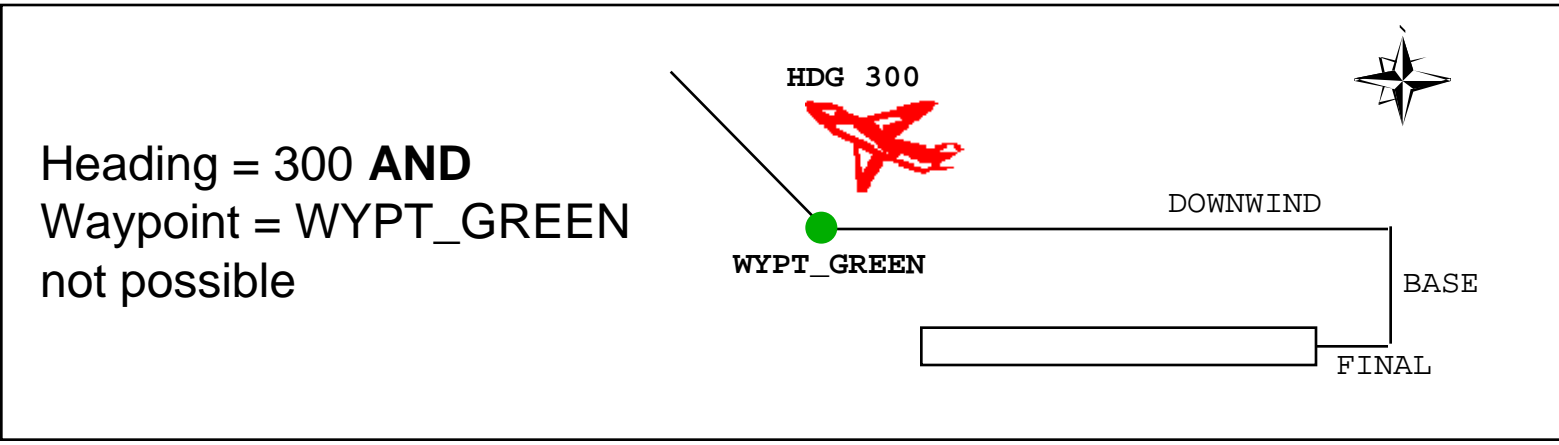 Heading = 300 AND
Waypoint = WYPT_GREEN
not possible
HDG 300
WYPT_GREEN
DOWNWIND
BASE
FINAL